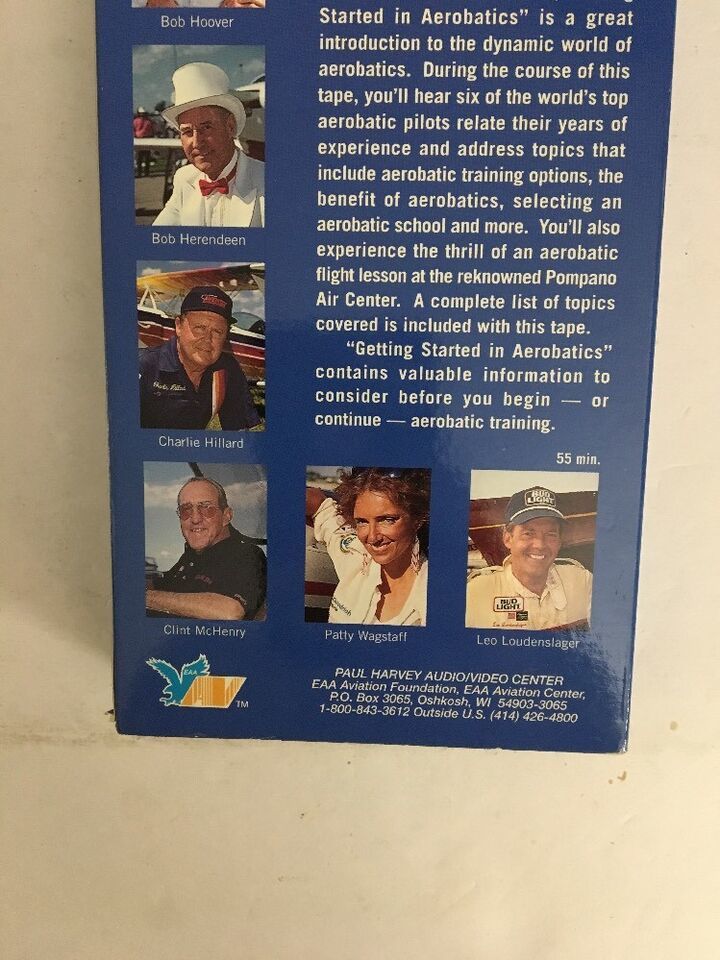 Bob Hoover
Started in Aerobatics" is a great
introduction to the dynamic world of
aerobatics. During the course of this
tape, you'll hear six of the world's top
aerobatic pilots relate their years of
experience and address topics that
include aerobatic training options, the
benefit of aerobatics, selecting an
aerobatic school and more. You'll also
experience the thrill of an aerobatic
flight lesson at the reknowned Pompano
Air Center. A complete list of topics
covered is included with this tape.
"Getting Started in Aerobatics"
contains valuable information to
consider before you begin — or
continue — aerobatic training.
55 min.
Bob Herendeen
Charlie Hillard
Charlie Hillard
Clint McHenry
Patty Wagstaff
BUD
LIGHT
BUD
LIGHT
Leo Loudenslager
EAA
TM
PAUL HARVEY AUDIO/VIDEO CENTER
EAA Aviation Foundation, EAA Aviation Center,
P.O. Box 3065, Oshkosh, WI 54903-3065
1-800-843-3612 Outside U.S. (414) 426-4800